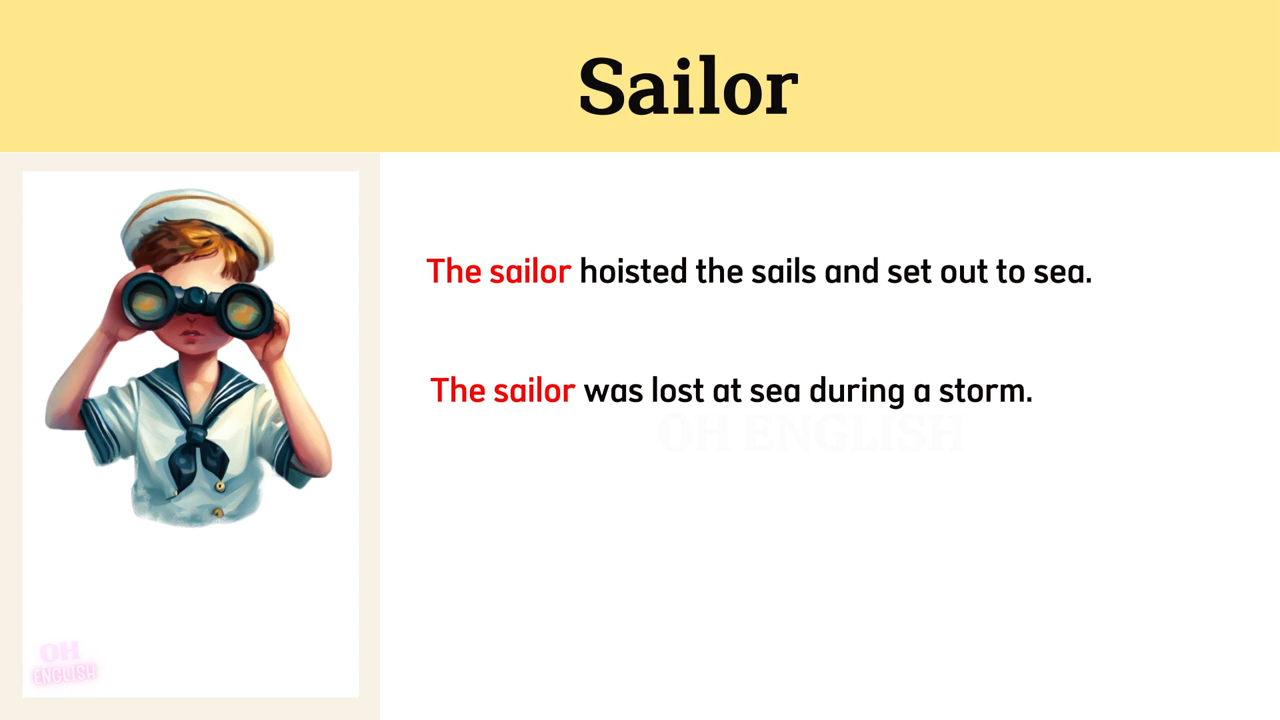 Sailor
The sailor hoisted the sails and set out to sea.
The sailor was lost at sea during a storm.
OH ENGLISH
OH
ENGLISH